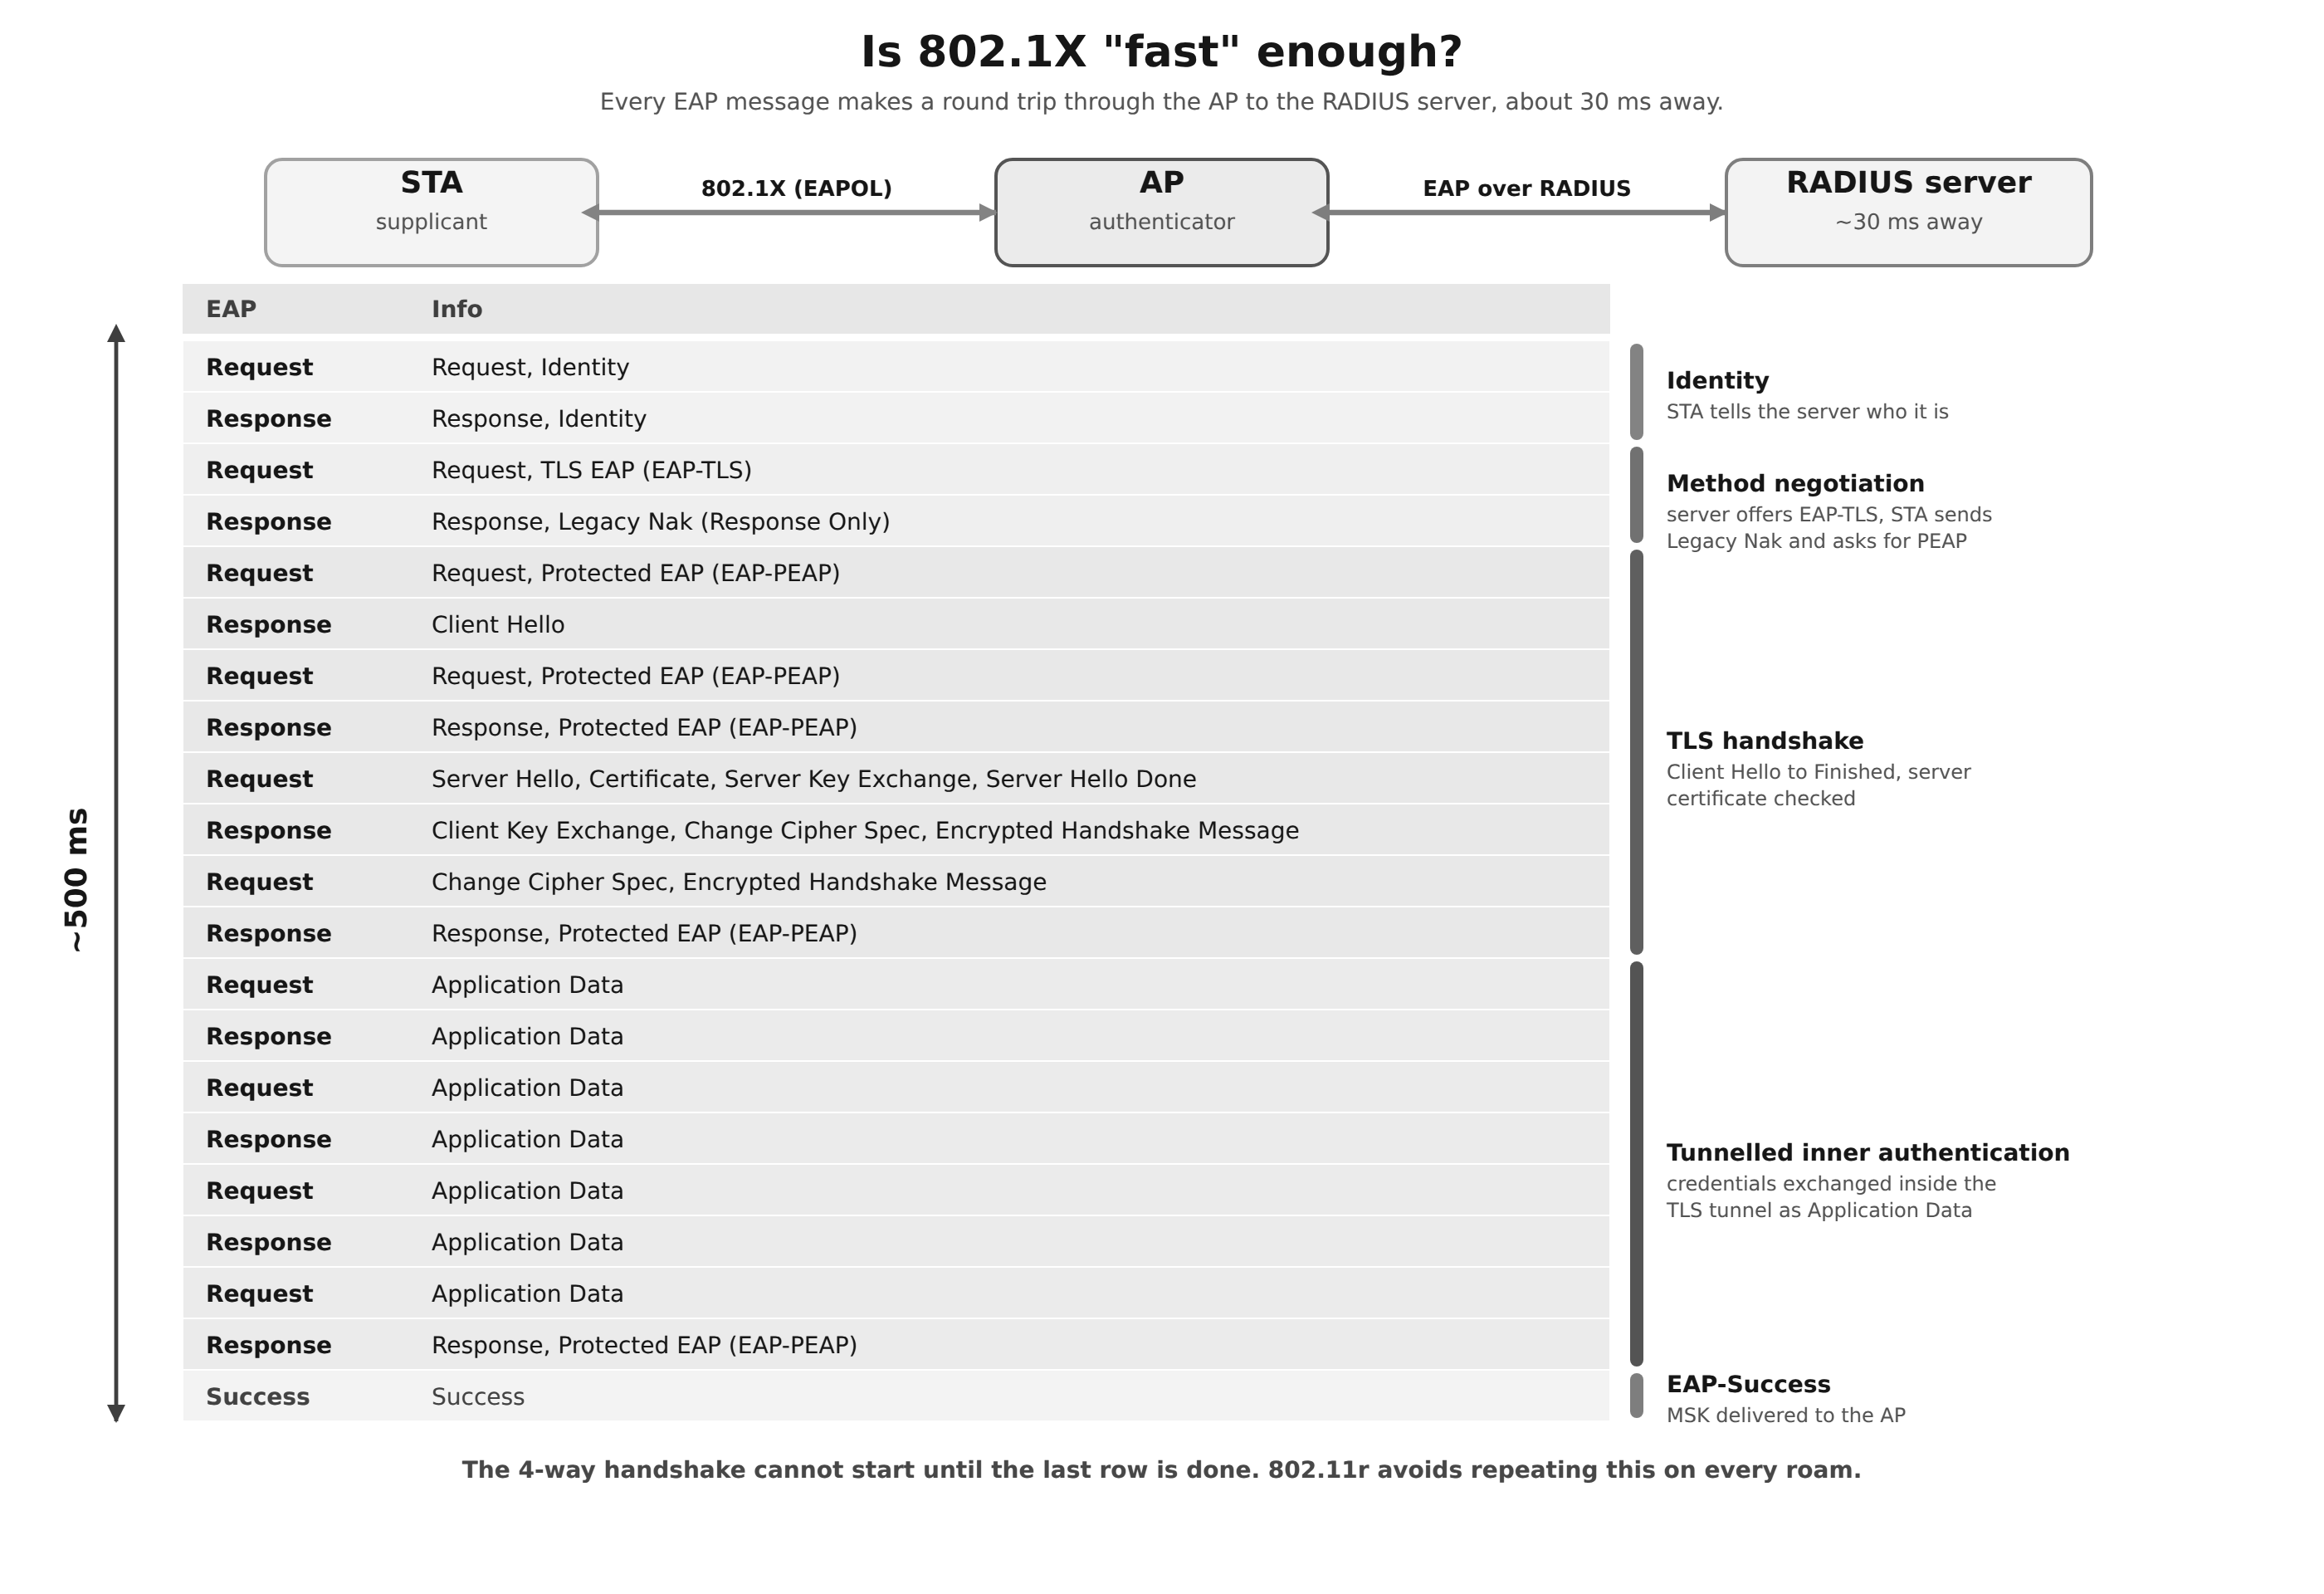 Is 802.1X "fast" enough?
Every EAP message makes a round trip through the AP to the RADIUS server, about 30 ms away.
STA
supplicant
802.1X (EAPOL)
AP
authenticator
EAP over RADIUS
RADIUS server
~30 ms away
EAP Info
Request Request, Identity
Response Response, Identity
Request Request, TLS EAP (EAP-TLS)
Response Response, Legacy Nak (Response Only)
Request Request, Protected EAP (EAP-PEAP)
Response Client Hello
Request Request, Protected EAP (EAP-PEAP)
Response Response, Protected EAP (EAP-PEAP)
Request Server Hello, Certificate, Server Key Exchange, Server Hello Done
Response Client Key Exchange, Change Cipher Spec, Encrypted Handshake Message
Request Change Cipher Spec, Encrypted Handshake Message
Response Response, Protected EAP (EAP-PEAP)
Request Application Data
Response Application Data
Request Application Data
Response Application Data
Request Application Data
Response Application Data
Request Application Data
Response Response, Protected EAP (EAP-PEAP)
Success Success
~500 ms
Identity
STA tells the server who it is
Method negotiation
server offers EAP-TLS, STA sends
Legacy Nak and asks for PEAP
TLS handshake
Client Hello to Finished, server
certificate checked
Tunnelled inner authentication
credentials exchanged inside the
TLS tunnel as Application Data
EAP-Success
MSK delivered to the AP
The 4-way handshake cannot start until the last row is done. 802.11r avoids repeating this on every roam.